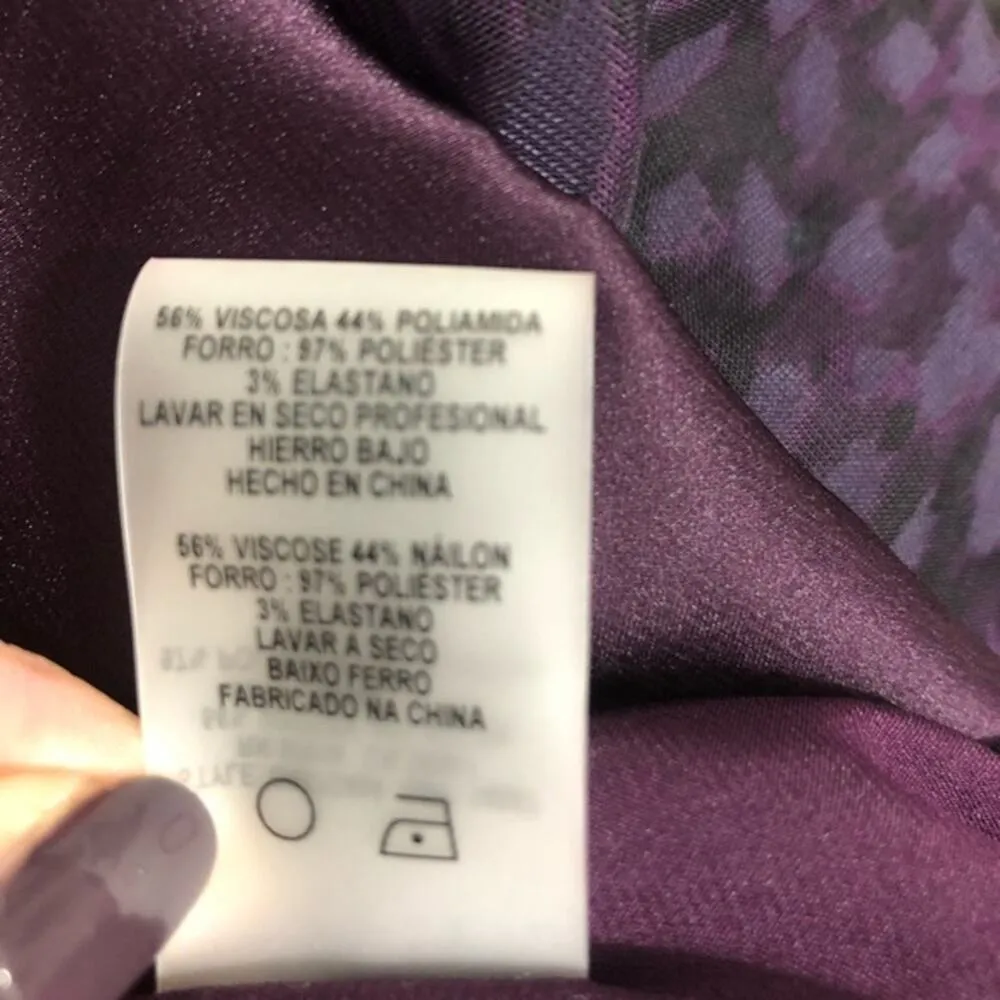 56% VISCOSA 44% POLIAMIDA
FORRO : 97% POLIESTER
3% ELASTANO
LAVAR EN SECO PROFESIONAL
HIERRO BAJO
HECHO EN CHINA
56% VISCOSE 44% NÁILON
FORRO : 97% POLIÉSTER
3% ELASTANO
LAVAR A SECO
BAIXO FERRO
FABRICADO NA CHINA